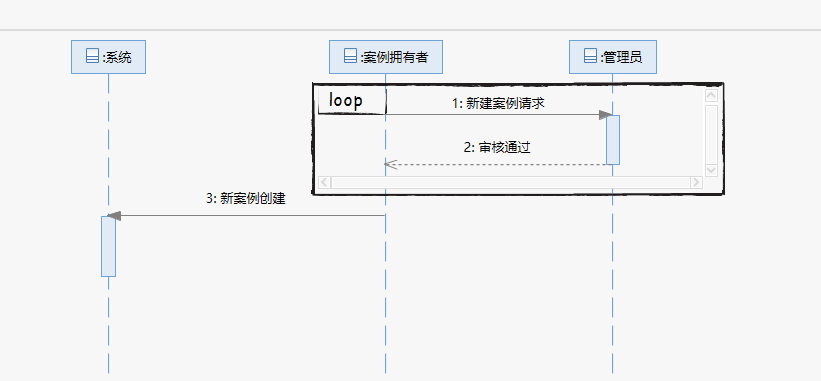 :系统
:案例拥有者
:管理员
loop
1: 新建案例请求
2: 审核通过
3: 新案例创建